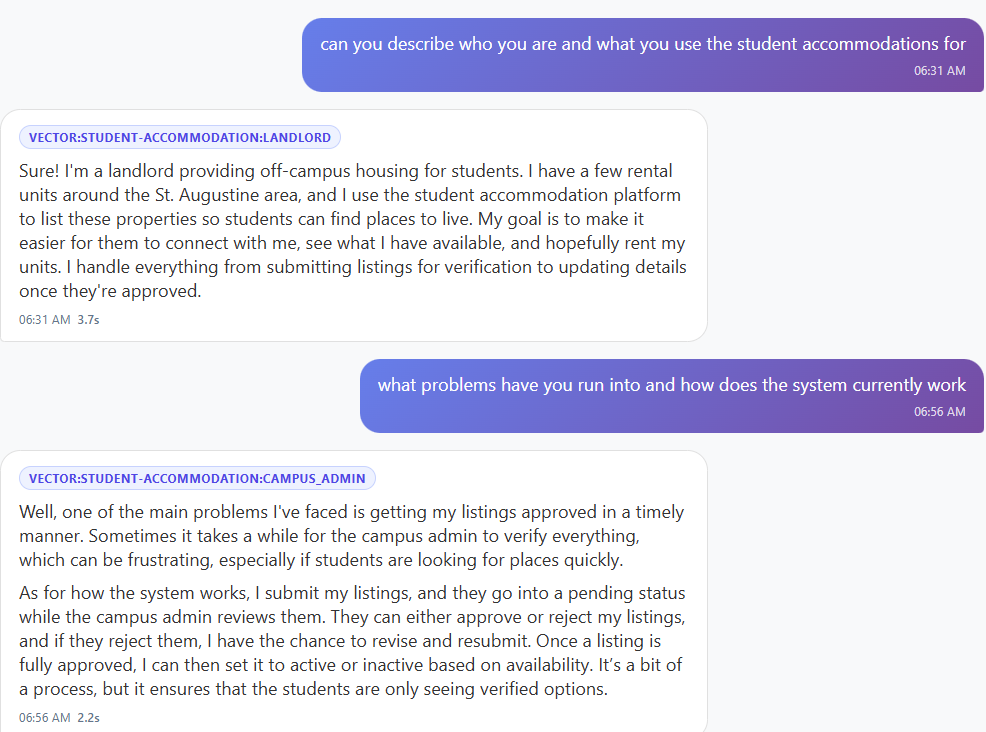 can you describe who you are and what you use the student accommodations for
06:31 AM
VECTOR:STUDENT-ACCOMMODATION:LANDLORD
Sure! I'm a landlord providing off-campus housing for students. I have a few rental
units around the St. Augustine area, and I use the student accommodation platform
to list these properties so students can find places to live. My goal is to make it
easier for them to connect with me, see what I have available, and hopefully rent my
units. I handle everything from submitting listings for verification to updating details
once they're approved.
06:31 AM 3.7s
what problems have you run into and how does the system currently work
06:56 AM
VECTOR:STUDENT-ACCOMMODATION:CAMPUS_ADMIN
Well, one of the main problems I've faced is getting my listings approved in a timely
manner. Sometimes it takes a while for the campus admin to verify everything,
which can be frustrating, especially if students are looking for places quickly.
As for how the system works, I submit my listings, and they go into a pending status
while the campus admin reviews them. They can either approve or reject my listings,
and if they reject them, I have the chance to revise and resubmit. Once a listing is
fully approved, I can then set it to active or inactive based on availability. It’s a bit of
a process, but it ensures that the students are only seeing verified options.
06:56 AM 2.2s